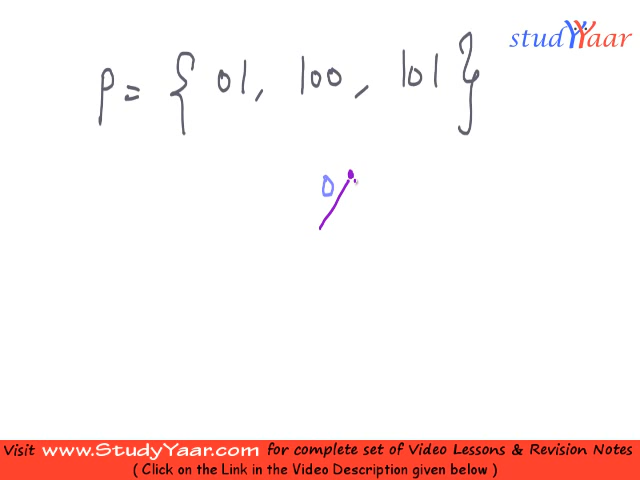 studYYaar
P = { 01, 100, 101 }
0
Visit www.StudyYaar.com for complete set of Video Lessons & Revision Notes
( Click on the Link in the Video Description given below )